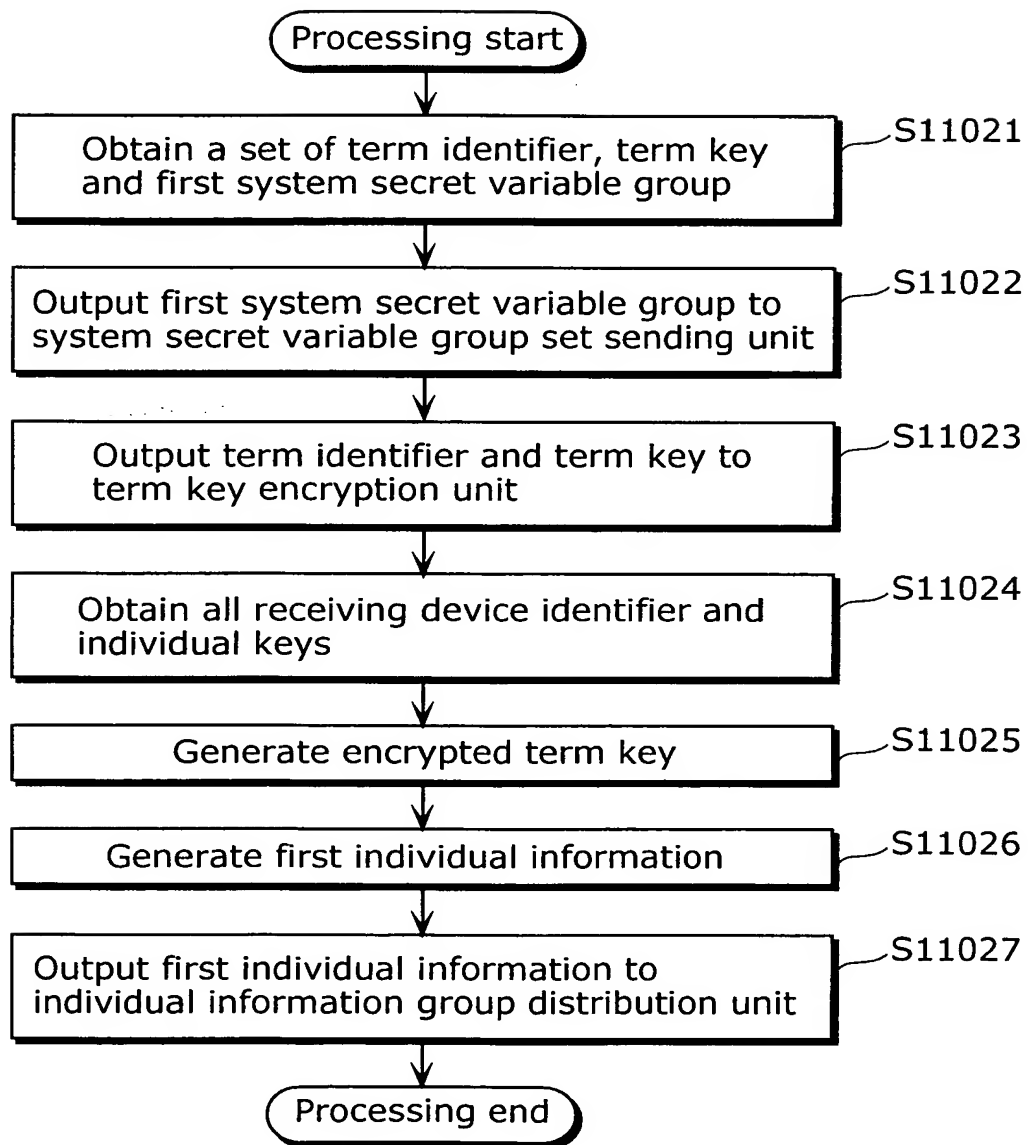 Processing start
S11021
Obtain a set of term identifier, term key
and first system secret variable group
S11022
Output first system secret variable group to
system secret variable group set sending unit
S11023
Output term identifier and term key to
term key encryption unit
S11024
Obtain all receiving device identifier and
individual keys
S11025
Generate encrypted term key
S11026
Generate first individual information
S11027
Output first individual information to
individual information group distribution unit
Processing end